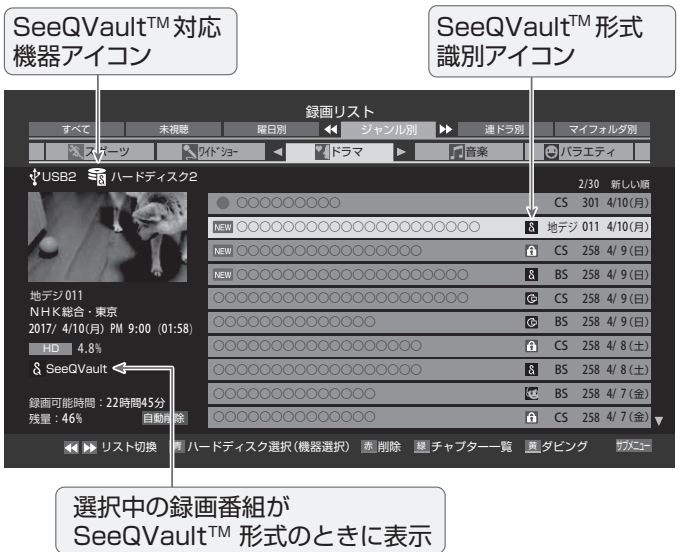 SeeQVault™対応
機器アイコン
SeeQVault™形式
識別アイコン
録画リスト
すべて 未視聴 曜日別 ◀◀ ジャンル別 ▶▶ 連ドラ別 マイフォルダ別
スポーツ ワイドショー ◀ ドラマ ▶ 音楽 バラエティ
USB2 ハードディスク2
2/30 新しい順
○○○○○○○○○ CS 301 4/10(月)
NEW ○○○○○○○○○○○○○○○○○○○○○ 地デジ 011 4/10(月)
NEW ○○○○○○○○○○○○○○○○ CS 258 4/ 9(日)
NEW ○○○○○○○○○○○○○○○○○○○○ BS 258 4/ 9(日)
○○○○○○○○○○○○○○○○○○○○○○ CS 258 4/ 9(日)
○○○○○○○○○○○○○○ BS 258 4/ 9(日)
○○○○○○○○○○○○○○○○○○ CS 258 4/ 8(土)
○○○○○○○○○○○○○○○○○○ BS 258 4/ 8(土)
○○○○○○○○○○○○○○ BS 258 4/ 7(金)
○○○○○○○○○○○○○○ CS 258 4/ 7(金)
地デジ011
NHK総合・東京
2017/ 4/10(月) PM 9:00 (01:58)
HD 4.8%
SeeQVault
録画可能時間:22時間45分
残量:46% 自動削除
◀◀ ▶▶ リスト切換 青 ハードディスク選択(機器選択) 赤 削除 緑 チャプター一覧 黄 ダビング サブメニュー
選択中の録画番組が
SeeQVault™ 形式のときに表示